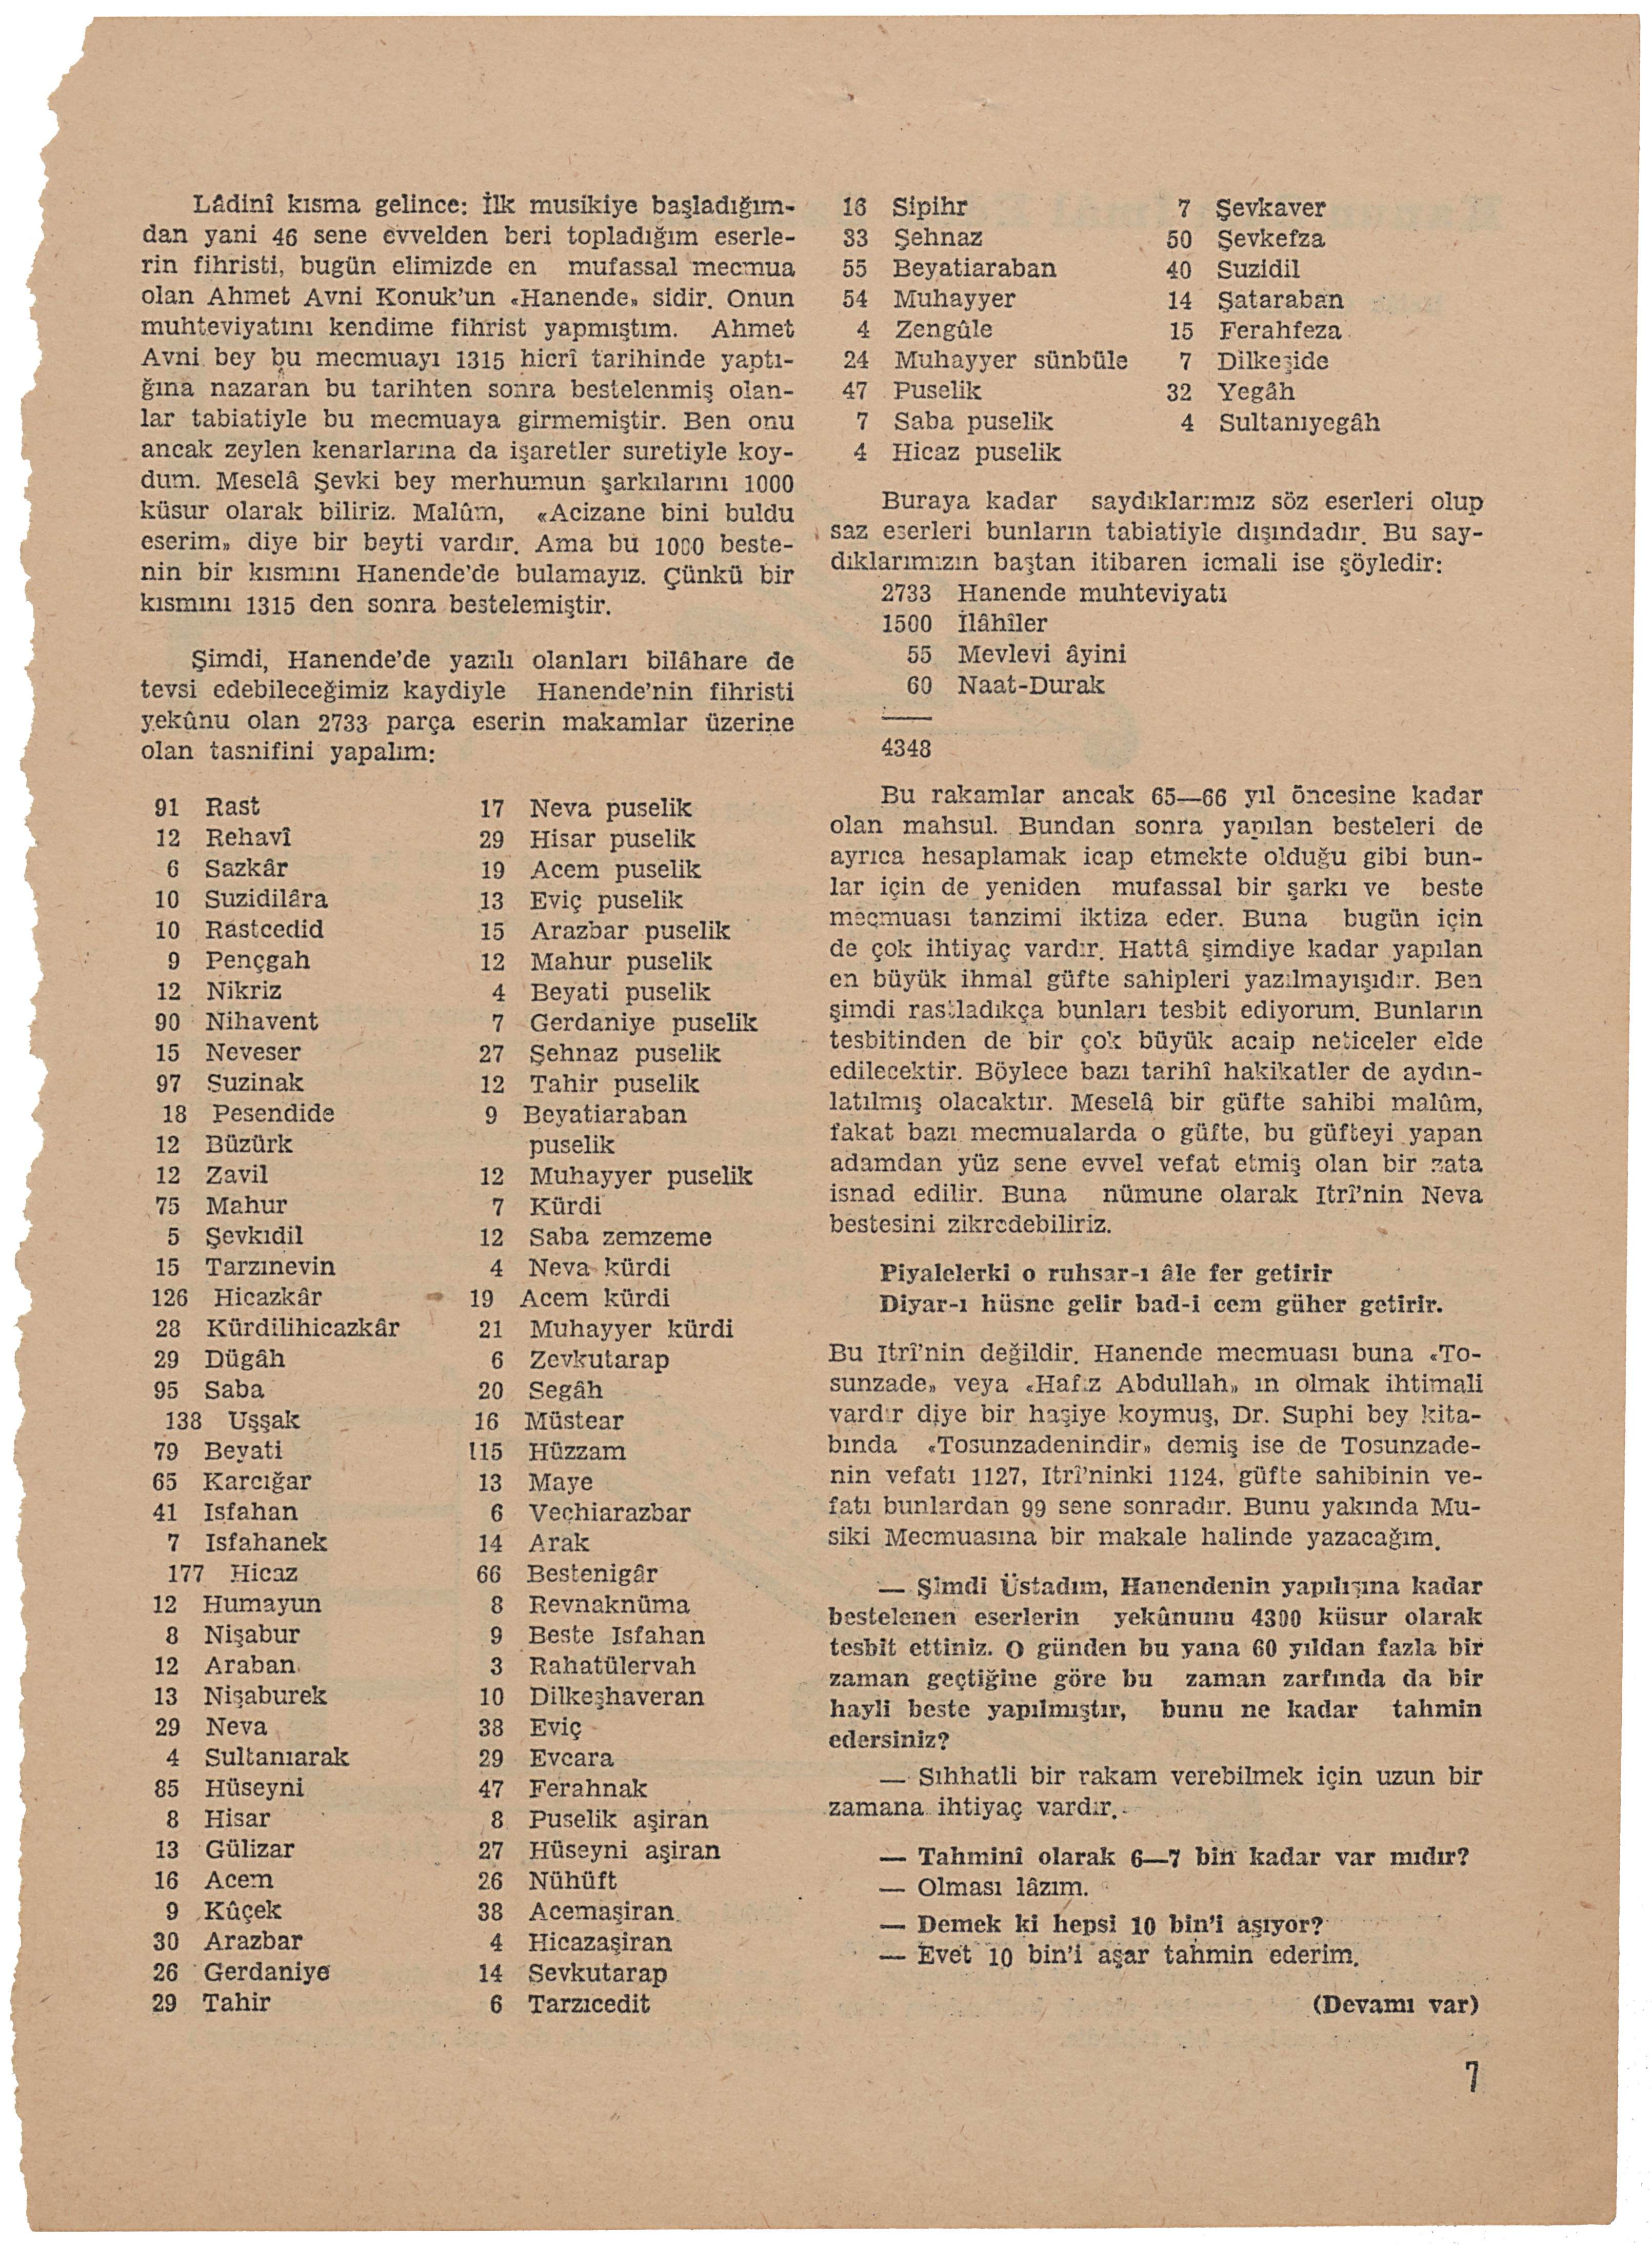 Lâdinî kısma gelince: İlk musikiye başladığım-
dan yani 46 sene evvelden beri topladığım eserle-
rin fihristi, bugün elimizde en mufassal mecmua
olan Ahmet Avni Konuk'un «Hanende» sidir. Onun
muhteviyatını kendime fihrist yapmıştım. Ahmet
Avni bey bu mecmuayı 1315 hicrî tarihinde yaptı-
ğına nazaran bu tarihten sonra bestelenmiş olan-
lar tabiatiyle bu mecmuaya girmemiştir. Ben onu
ancak zeylen kenarlarına da işaretler suretiyle koy-
dum. Meselâ Şevki bey merhumun şarkılarını 1000
küsur olarak biliriz. Malûm, «Acizane bini buldu
eserim» diye bir beyti vardır. Ama bu 1000 beste-
nin bir kısmını Hanende'de bulamayız. Çünkü bir
kısmını 1315 den sonra bestelemiştir.
Şimdi, Hanende'de yazılı olanları bilâhare de
tevsi edebileceğimiz kaydiyle Hanende'nin fihristi
yekûnu olan 2733 parça eserin makamlar üzerine
olan tasnifini yapalım:
91 Rast
12 Rehavî
6 Sazkâr
10 Suzidilâra
10 Rastcedid
9 Pençgah
12 Nikriz
90 Nihavent
15 Neveser
97 Suzinak
18 Pesendide
12 Büzürk
12 Zavil
75 Mahur
5 Şevkıdil
15 Tarzınevin
126 Hicazkâr
28 Kürdilihicazkâr
29 Dügâh
95 Saba
138 Uşşak
79 Beyati
65 Karcığar
41 Isfahan
7 Isfahanek
177 Hicaz
12 Humayun
8 Nişabur
12 Araban
13 Nişaburek
29 Neva
4 Sultanıarak
85 Hüseyni
8 Hisar
13 Gülizar
16 Acem
9 Kûçek
30 Arazbar
26 Gerdaniye
29 Tahir
17 Neva puselik
29 Hisar puselik
19 Acem puselik
13 Eviç puselik
15 Arazbar puselik
12 Mahur puselik
4 Beyati puselik
7 Gerdaniye puselik
27 Şehnaz puselik
12 Tahir puselik
9 Beyatiaraban
puselik
12 Muhayyer puselik
7 Kürdi
12 Saba zemzeme
4 Neva kürdi
19 Acem kürdi
21 Muhayyer kürdi
6 Zevkutarap
20 Segâh
16 Müstear
115 Hüzzam
13 Maye
6 Vechiarazbar
14 Arak
66 Bestenigâr
8 Revnaknüma
9 Beste Isfahan
3 Rahatülervah
10 Dilkeşhaveran
38 Eviç
29 Evcara
47 Ferahnak
8 Puselik aşiran
27 Hüseyni aşiran
26 Nühüft
38 Acemaşiran
4 Hicazaşiran
14 Sevkutarap
6 Tarzıcedit
16 Sipihr
33 Şehnaz
55 Beyatiaraban
54 Muhayyer
4 Zengûle
24 Muhayyer sünbüle
47 Puselik
7 Saba puselik
4 Hicaz puselik
7 Şevkaver
50 Şevkefza
40 Suzidil
14 Şataraban
15 Ferahfeza
7 Dilkeşide
32 Yegâh
4 Sultanıyegâh
Buraya kadar saydıklarımız söz eserleri olup
saz eserleri bunların tabiatiyle dışındadır. Bu say-
dıklarımızın baştan itibaren icmali ise şöyledir:
2733 Hanende muhteviyatı
1500 İlâhîler
55 Mevlevi âyini
60 Naat-Durak
4348
Bu rakamlar ancak 65—66 yıl öncesine kadar
olan mahsul. Bundan sonra yapılan besteleri de
ayrıca hesaplamak icap etmekte olduğu gibi bun-
lar için de yeniden mufassal bir şarkı ve beste
mecmuası tanzimi iktiza eder. Buna bugün için
de çok ihtiyaç vardır. Hattâ şimdiye kadar yapılan
en büyük ihmal güfte sahipleri yazılmayışıdır. Ben
şimdi rastladıkça bunları tesbit ediyorum. Bunların
tesbitinden de bir çok büyük acaip neticeler elde
edilecektir. Böylece bazı tarihî hakikatler de aydın-
latılmış olacaktır. Meselâ bir güfte sahibi malûm,
fakat bazı mecmualarda o güfte, bu güfteyi yapan
adamdan yüz sene evvel vefat etmiş olan bir zata
isnad edilir. Buna nümune olarak Itrî'nin Neva
bestesini zikredebiliriz.
Piyalelerki o ruhsar-ı âle fer getirir
Diyar-ı hüsne gelir bad-i cem güher getirir.
Bu Itrî'nin değildir. Hanende mecmuası buna «To-
sunzade» veya «Hafız Abdullah» ın olmak ihtimali
vardır diye bir haşiye koymuş, Dr. Suphi bey kita-
bında «Tosunzadenindir» demiş ise de Tosunzade-
nin vefatı 1127, Itrî'ninki 1124, güfte sahibinin ve-
fatı bunlardan 99 sene sonradır. Bunu yakında Mu-
siki Mecmuasına bir makale halinde yazacağım.
— Şimdi Üstadım, Hanendenin yapılışına kadar
bestelenen eserlerin yekûnunu 4300 küsur olarak
tesbit ettiniz. O günden bu yana 60 yıldan fazla bir
zaman geçtiğine göre bu zaman zarfında da bir
hayli beste yapılmıştır, bunu ne kadar tahmin
edersiniz?
— Sıhhatli bir rakam verebilmek için uzun bir
zamana ihtiyaç vardır.
— Tahminî olarak 6—7 bin kadar var mıdır?
— Olması lâzım.
— Demek ki hepsi 10 bin'i aşıyor?
— Evet 10 bin'i aşar tahmin ederim.
(Devamı var)
7